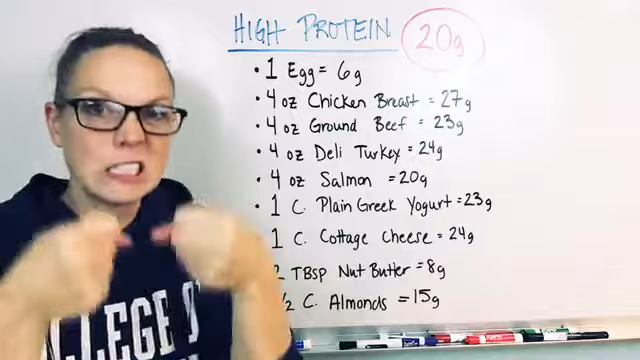 HIGH PROTEIN 20g
• 1 Egg = 6g
• 4 oz Chicken Breast = 27g
• 4 oz Ground Beef = 23g
• 4 oz Deli Turkey = 24g
• 4 oz Salmon = 20g
• 1 C. Plain Greek Yogurt = 23g
1 C. Cottage Cheese = 24g
2 TBSP Nut Butter = 8g
½ C. Almonds = 15g